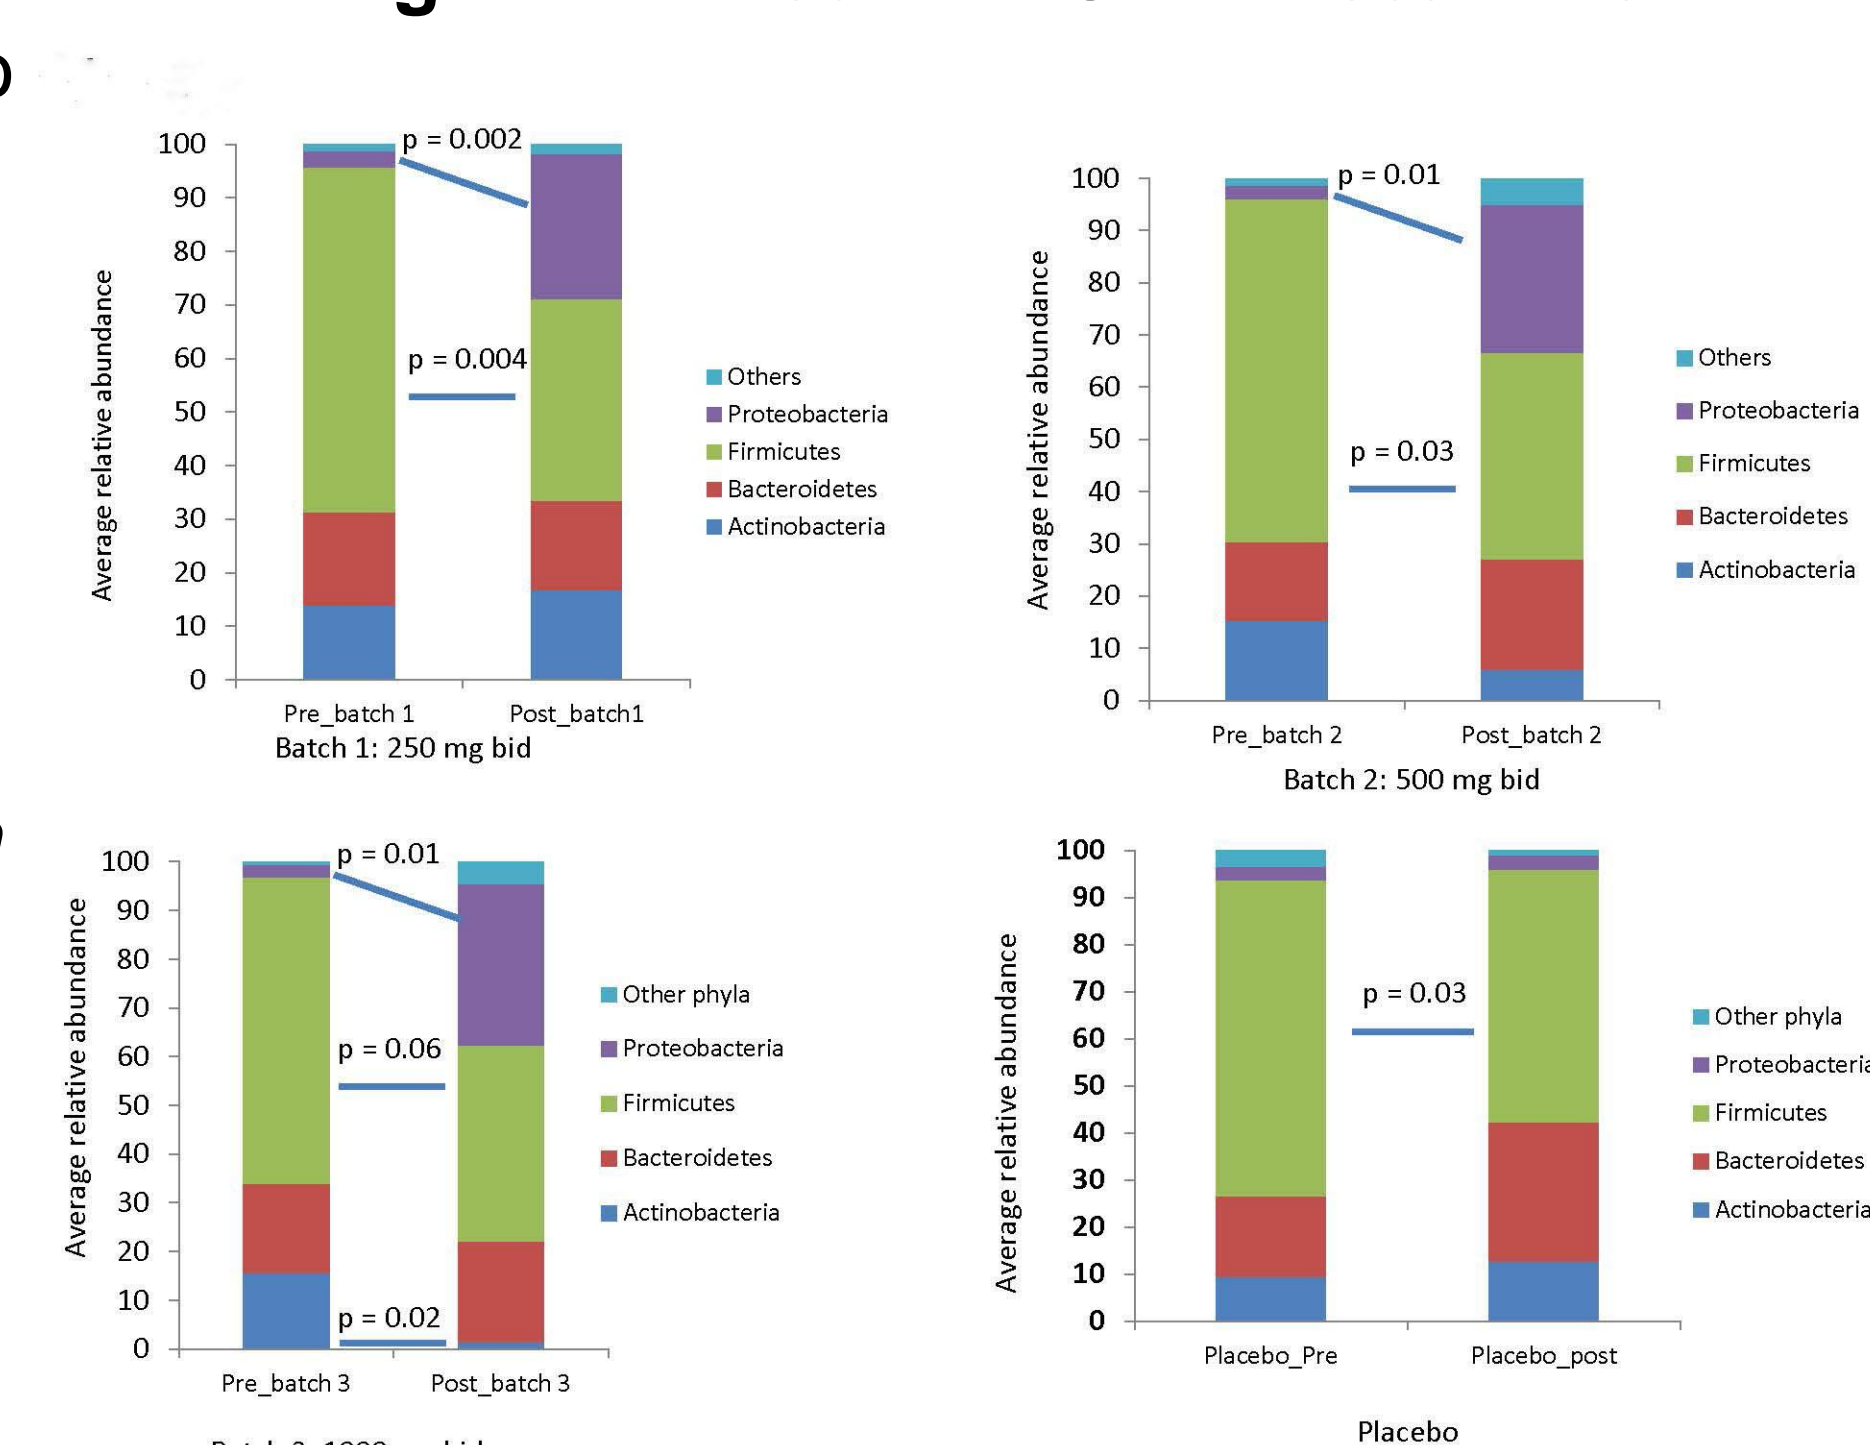 p = 0.002
100
90
80
70
60
50
40
30
20
10
0
Average relative abundance
p = 0.004
Others
Proteobacteria
Firmicutes
Bacteroidetes
Actinobacteria
Pre_batch 1
Post_batch1
Batch 1: 250 mg bid
p = 0.01
100
90
80
70
60
50
40
30
20
10
0
Average relative abundance
p = 0.03
Others
Proteobacteria
Firmicutes
Bacteroidetes
Actinobacteria
Pre_batch 2
Post_batch 2
Batch 2: 500 mg bid
p = 0.01
100
90
80
70
60
50
40
30
20
10
0
Average relative abundance
p = 0.06
p = 0.02
Other phyla
Proteobacteria
Firmicutes
Bacteroidetes
Actinobacteria
Pre_batch 3
Post_batch 3
100
90
80
70
60
50
40
30
20
10
0
Average relative abundance
p = 0.03
Other phyla
Proteobacteria
Firmicutes
Bacteroidetes
Actinobacteria
Placebo_Pre
Placebo_post
Placebo